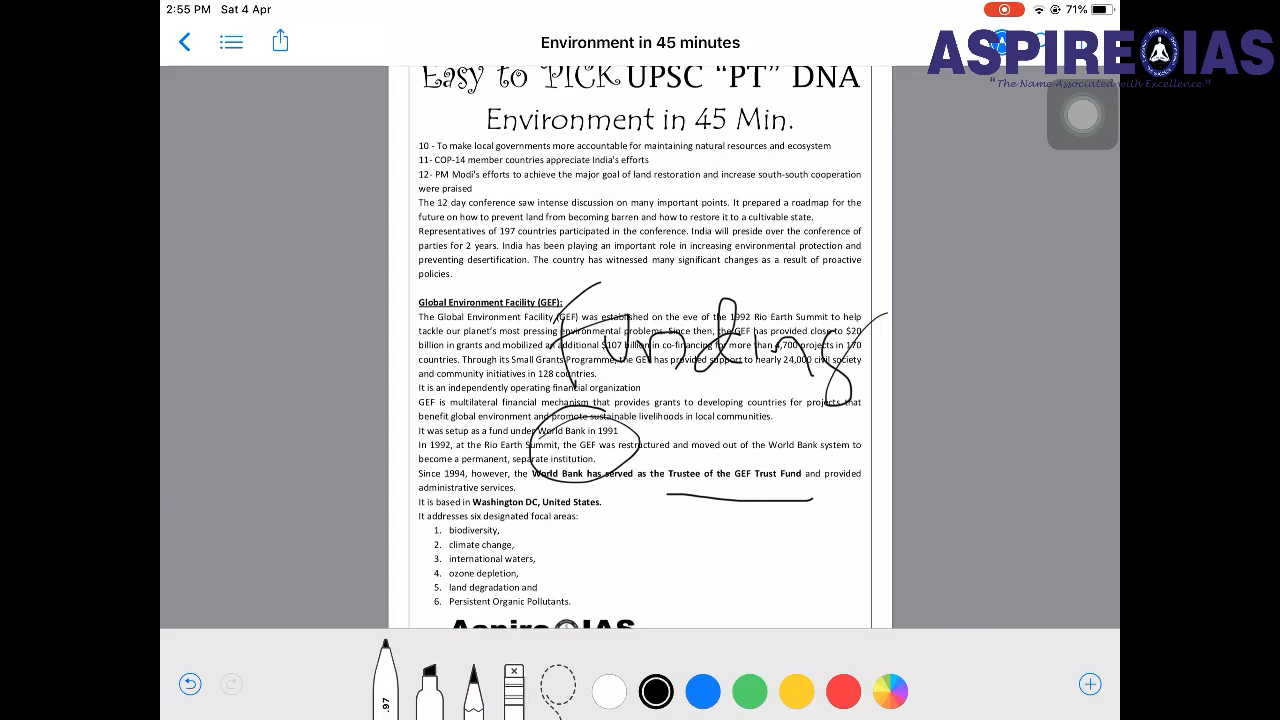 2:55 PM Sat 4 Apr
71%
Environment in 45 minutes
ASPIRE IAS
"The Name Associated with Excellence"
Easy to PICK UPSC “PT” DNA
Environment in 45 Min.
10 - To make local governments more accountable for maintaining natural resources and ecosystem
11- COP-14 member countries appreciate India's efforts
12- PM Modi's efforts to achieve the major goal of land restoration and increase south-south cooperation
were praised
The 12 day conference saw intense discussion on many important points. It prepared a roadmap for the
future on how to prevent land from becoming barren and how to restore it to a cultivable state.
Representatives of 197 countries participated in the conference. India will preside over the conference of
parties for 2 years. India has been playing an important role in increasing environmental protection and
preventing desertification. The country has witnessed many significant changes as a result of proactive
policies.
Global Environment Facility (GEF):
The Global Environment Facility (GEF) was established on the eve of the 1992 Rio Earth Summit to help
tackle our planet's most pressing environmental problems. Since then, the GEF has provided close to $20
billion in grants and mobilized an additional $107 billion in co-financing for more than 4,700 projects in 170
countries. Through its Small Grants Programme, the GEF has provided support to nearly 24,000 civil society
and community initiatives in 128 countries.
Funding
It is an independently operating financial organization
GEF is multilateral financial mechanism that provides grants to developing countries for projects that
benefit global environment and promote sustainable livelihoods in local communities.
It was setup as a fund under World Bank in 1991
In 1992, at the Rio Earth Summit, the GEF was restructured and moved out of the World Bank system to
become a permanent, separate institution.
Since 1994, however, the World Bank has served as the Trustee of the GEF Trust Fund and provided
administrative services.
It is based in Washington DC, United States.
It addresses six designated focal areas:
1. biodiversity,
2. climate change,
3. international waters,
4. ozone depletion,
5. land degradation and
6. Persistent Organic Pollutants.
Aspire IAS
.97